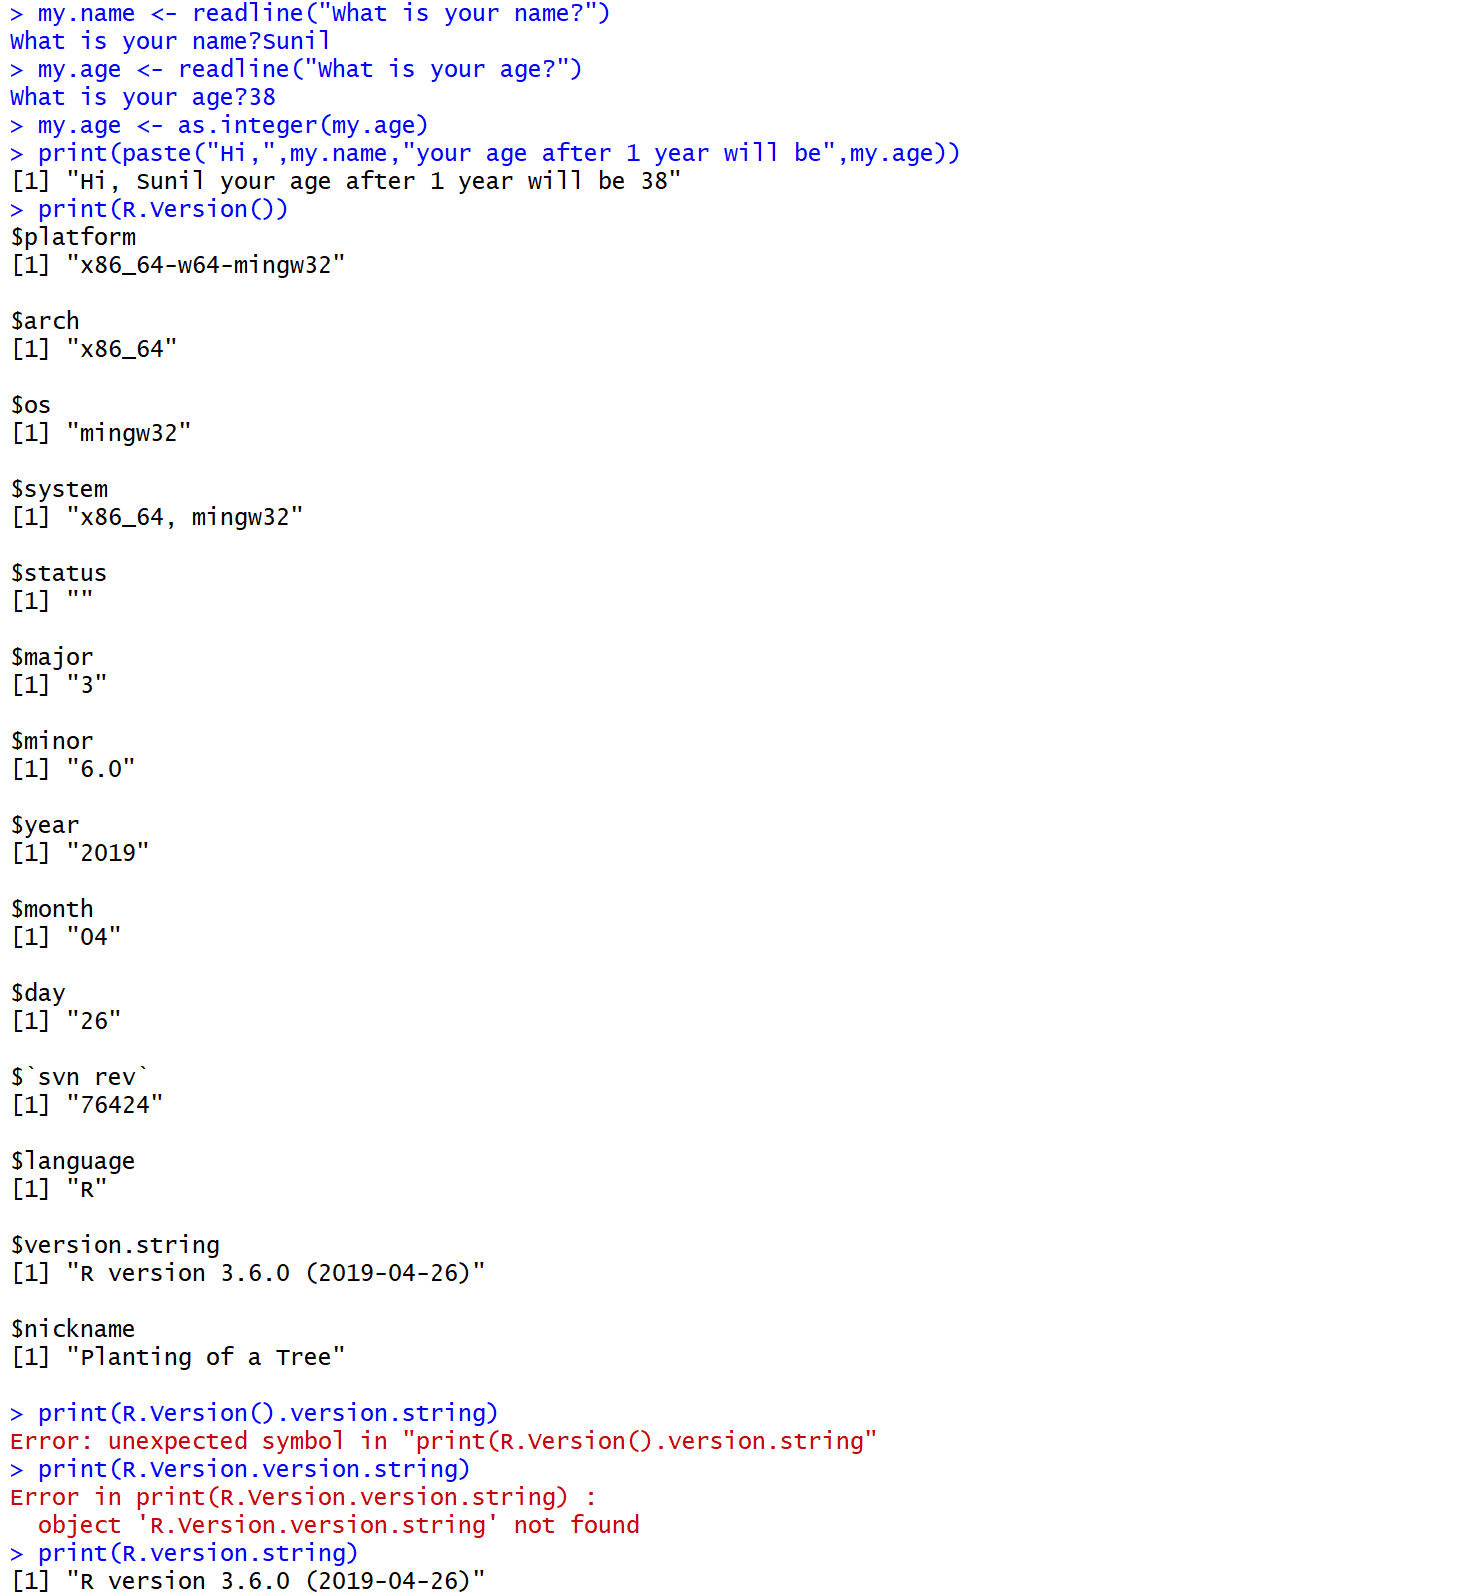 > my.name <- readline("What is your name?")
What is your name?Sunil
> my.age <- readline("What is your age?")
What is your age?38
> my.age <- as.integer(my.age)
> print(paste("Hi,",my.name,"your age after 1 year will be",my.age))
[1] "Hi, Sunil your age after 1 year will be 38"
> print(R.Version())
$platform
[1] "x86_64-w64-mingw32"
$arch
[1] "x86_64"
$os
[1] "mingw32"
$system
[1] "x86_64, mingw32"
$status
[1] ""
$major
[1] "3"
$minor
[1] "6.0"
$year
[1] "2019"
$month
[1] "04"
$day
[1] "26"
$`svn rev`
[1] "76424"
$language
[1] "R"
$version.string
[1] "R version 3.6.0 (2019-04-26)"
$nickname
[1] "Planting of a Tree"
> print(R.Version().version.string)
Error: unexpected symbol in "print(R.Version().version.string"
> print(R.Version.version.string)
Error in print(R.Version.version.string) :
  object 'R.Version.version.string' not found
> print(R.version.string)
[1] "R version 3.6.0 (2019-04-26)"